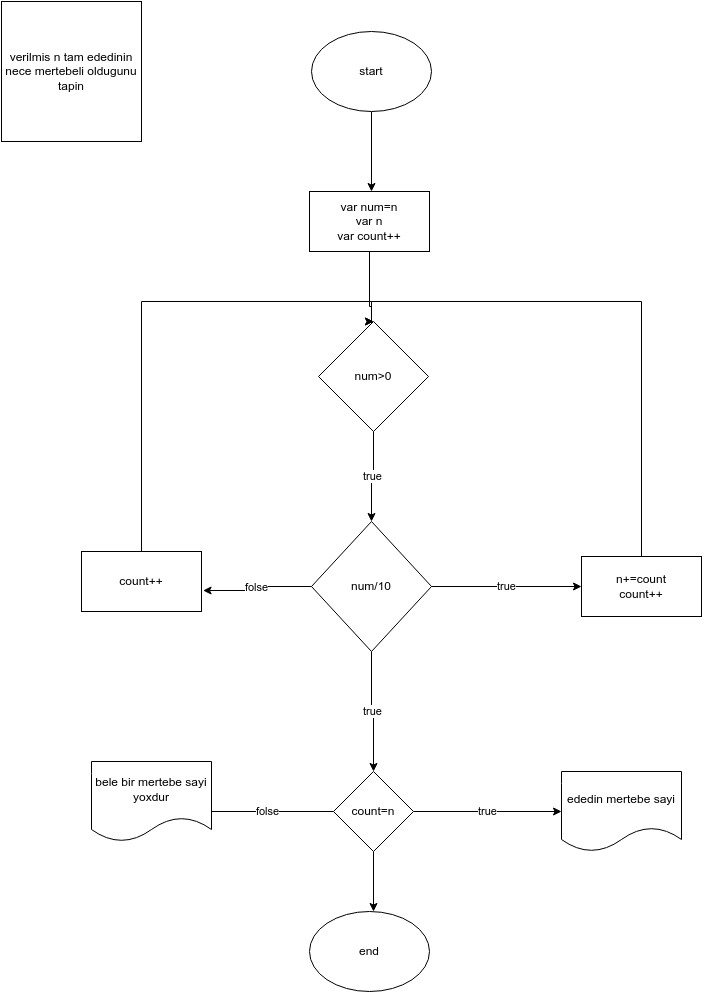 verilmis n tam ededinin
nece mertebeli oldugunu
tapin
start
var num=n
var n
var count++
num>0
true
count++
folse
num/10
true
n+=count
count++
true
bele bir mertebe sayi
yoxdur
folse
count=n
true
ededin mertebe sayi
end